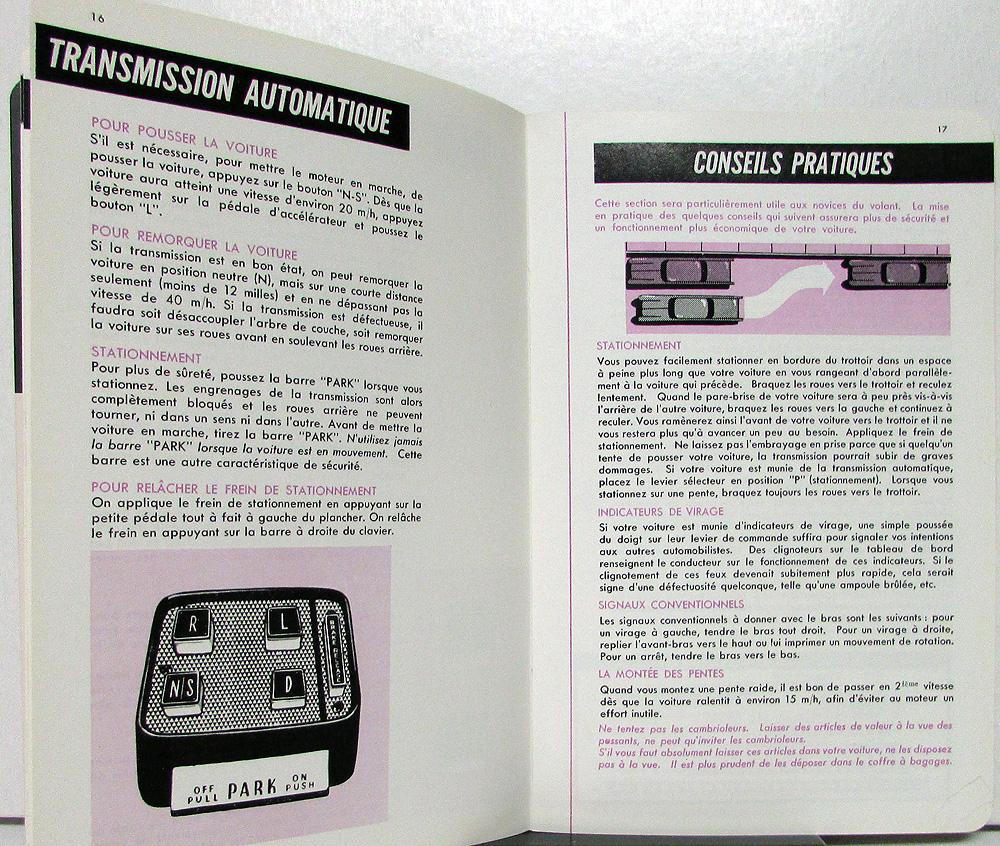 16
TRANSMISSION AUTOMATIQUE
POUR POUSSER LA VOITURE
S'il est nécessaire, pour mettre le moteur en marche, de
pousser la voiture, appuyez sur le bouton "N-S". Dès que la
voiture aura atteint une vitesse d'environ 20 m/h, appuyez
légèrement sur la pédale d'accélérateur et poussez le
bouton "L".
POUR REMORQUER LA VOITURE
Si la transmission est en bon état, on peut remorquer la
voiture en position neutre (N), mais sur une courte distance
seulement (moins de 12 milles) et en ne dépassant pas la
vitesse de 40 m/h. Si la transmission est défectueuse, il
faudra soit désaccoupler l'arbre de couche, soit remorquer
la voiture sur ses roues avant en soulevant les roues arrière.
STATIONNEMENT
Pour plus de sûreté, poussez la barre "PARK" lorsque vous
stationnez. Les engrenages de la transmission sont alors
complètement bloqués et les roues arrière ne peuvent
tourner, ni dans un sens ni dans l'autre. Avant de mettre la
voiture en marche, tirez la barre "PARK". N'utilisez jamais
la barre "PARK" lorsque la voiture est en mouvement. Cette
barre est une autre caractéristique de sécurité.
POUR RELÂCHER LE FREIN DE STATIONNEMENT
On applique le frein de stationnement en appuyant sur la
petite pédale tout à fait à gauche du plancher. On relâche
le frein en appuyant sur la barre à droite du clavier.
R L
N/S D
BRAKE RELEASE
OFF PULL PARK ON PUSH
17
CONSEILS PRATIQUES
Cette section sera particulièrement utile aux novices du volant. La mise
en pratique des quelques conseils qui suivent assurera plus de sécurité et
un fonctionnement plus économique de votre voiture.
STATIONNEMENT
Vous pouvez facilement stationner en bordure du trottoir dans un espace
à peine plus long que votre voiture en vous rangeant d'abord parallèle-
ment à la voiture qui précède. Braquez les roues vers le trottoir et reculez
lentement. Quand le pare-brise de votre voiture sera à peu près vis-à-vis
l'arrière de l'autre voiture, braquez les roues vers la gauche et continuez à
reculer. Vous ramènerez ainsi l'avant de votre voiture vers le trottoir et il ne
vous restera plus qu'à avancer un peu au besoin. Appliquez le frein de
stationnement. Ne laissez pas l'embrayage en prise parce que si quelqu'un
tente de pousser votre voiture, la transmission pourrait subir de graves
dommages. Si votre voiture est munie de la transmission automatique,
placez le levier sélecteur en position "P" (stationnement). Lorsque vous
stationnez sur une pente, braquez toujours les roues vers le trottoir.
INDICATEURS DE VIRAGE
Si votre voiture est munie d'indicateurs de virage, une simple poussée
du doigt sur leur levier de commande suffira pour signaler vos intentions
aux autres automobilistes. Des clignoteurs sur le tableau de bord
renseignent le conducteur sur le fonctionnement de ces indicateurs. Si le
clignotement de ces feux devenait subitement plus rapide, cela serait
signe d'une défectuosité quelconque, telle qu'une ampoule brûlée, etc.
SIGNAUX CONVENTIONNELS
Les signaux conventionnels à donner avec le bras sont les suivants : pour
un virage à gauche, tendre le bras tout droit. Pour un virage à droite,
replier l'avant-bras vers le haut ou lui imprimer un mouvement de rotation.
Pour un arrêt, tendre le bras vers le bas.
LA MONTÉE DES PENTES
Quand vous montez une pente raide, il est bon de passer en 2ième vitesse
dès que la voiture ralentit à environ 15 m/h, afin d'éviter au moteur un
effort inutile.
Ne tentez pas les cambrioleurs. Laisser des articles de valeur à la vue des
passants, ne peut qu'inviter les cambrioleurs.
S'il vous faut absolument laisser ces articles dans votre voiture, ne les disposez
pas à la vue. Il est plus prudent de les déposer dans le coffre à bagages.